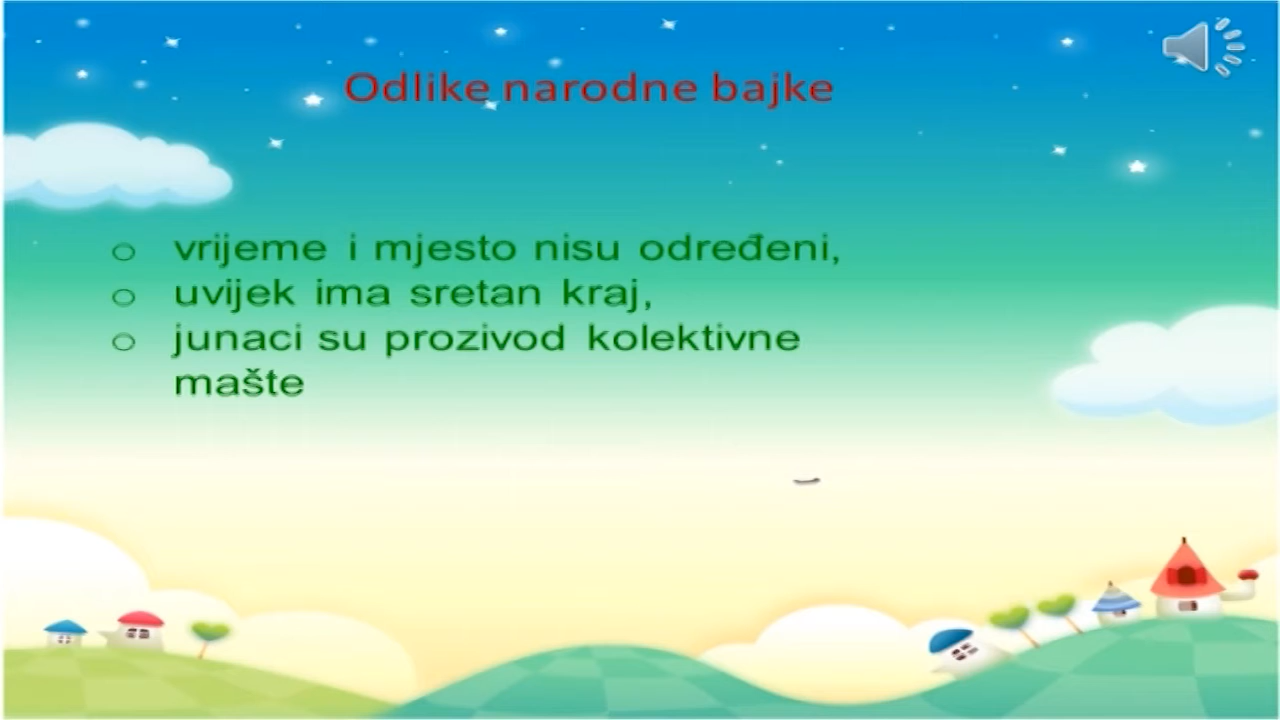 Odlike narodne bajke
o vrijeme i mjesto nisu određeni,
o uvijek ima sretan kraj,
o junaci su prozivod kolektivne
mašte